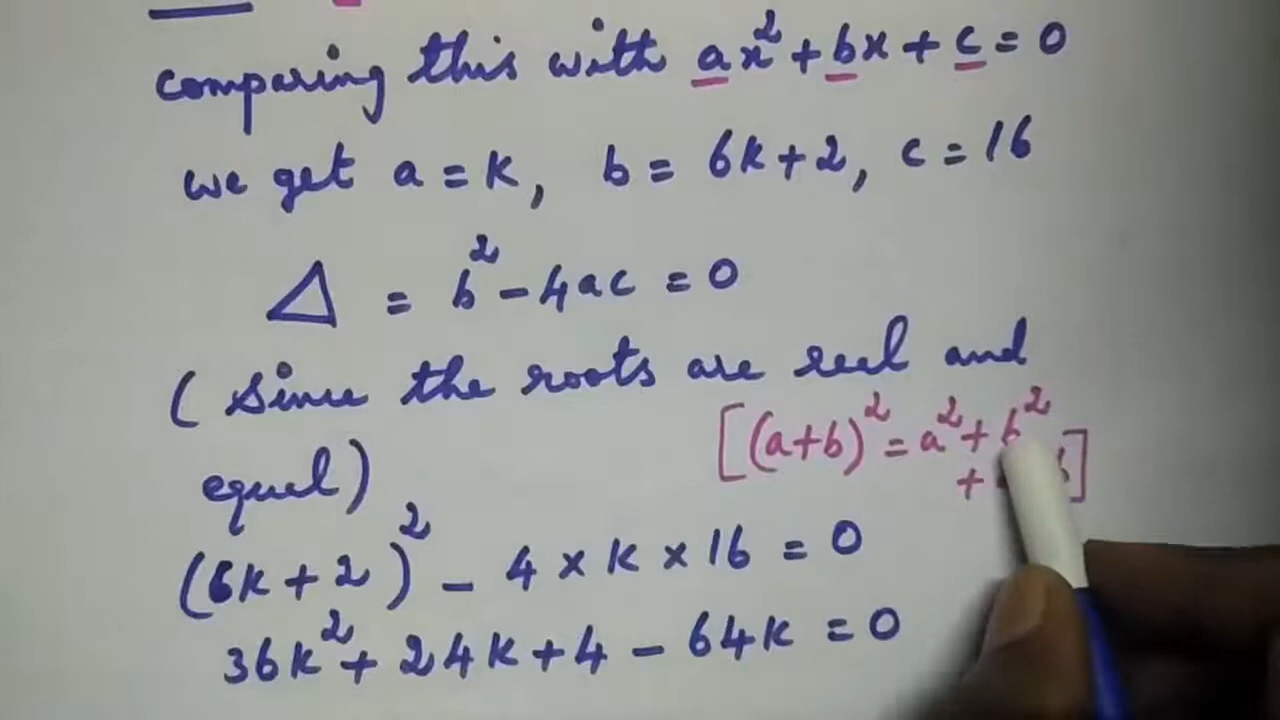 comparing this with ax²+bx+c=0
we get a=k, b=6k+2, c=16
Δ = b²-4ac=0
(Since the roots are real and
[(a+b)²=a²+b²
equal)
+ b]
(6k+2)² - 4×k×16=0
36k²+24k+4-64k=0